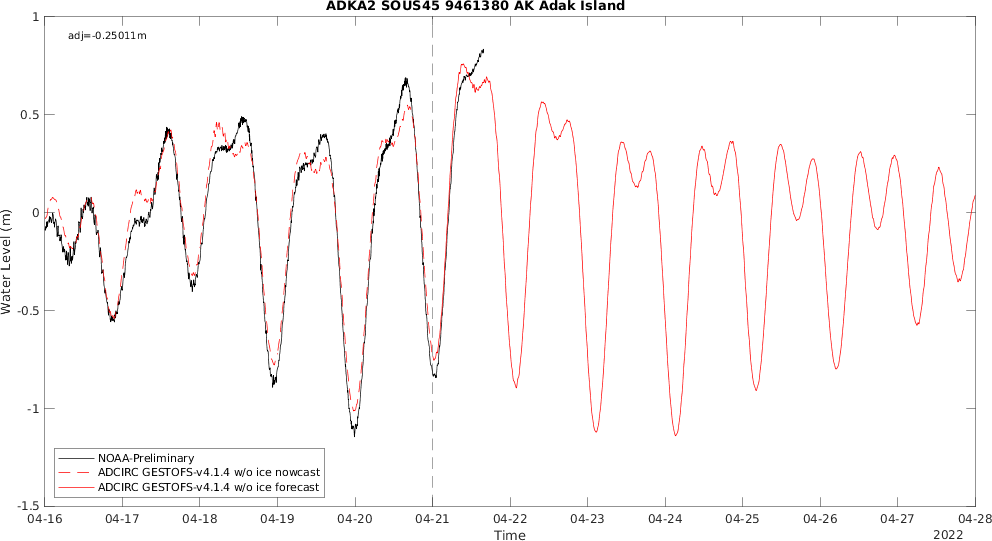 ADKA2 SOUS45 9461380 AK Adak Island
adj=-0.25011m
1
0.5
0
-0.5
-1
-1.5
Water Level (m)
NOAA-Preliminary
ADCIRC GESTOFS-v4.1.4 w/o ice nowcast
ADCIRC GESTOFS-v4.1.4 w/o ice forecast
04-16 04-17 04-18 04-19 04-20 04-21 04-22 04-23 04-24 04-25 04-26 04-27 04-28
Time
2022